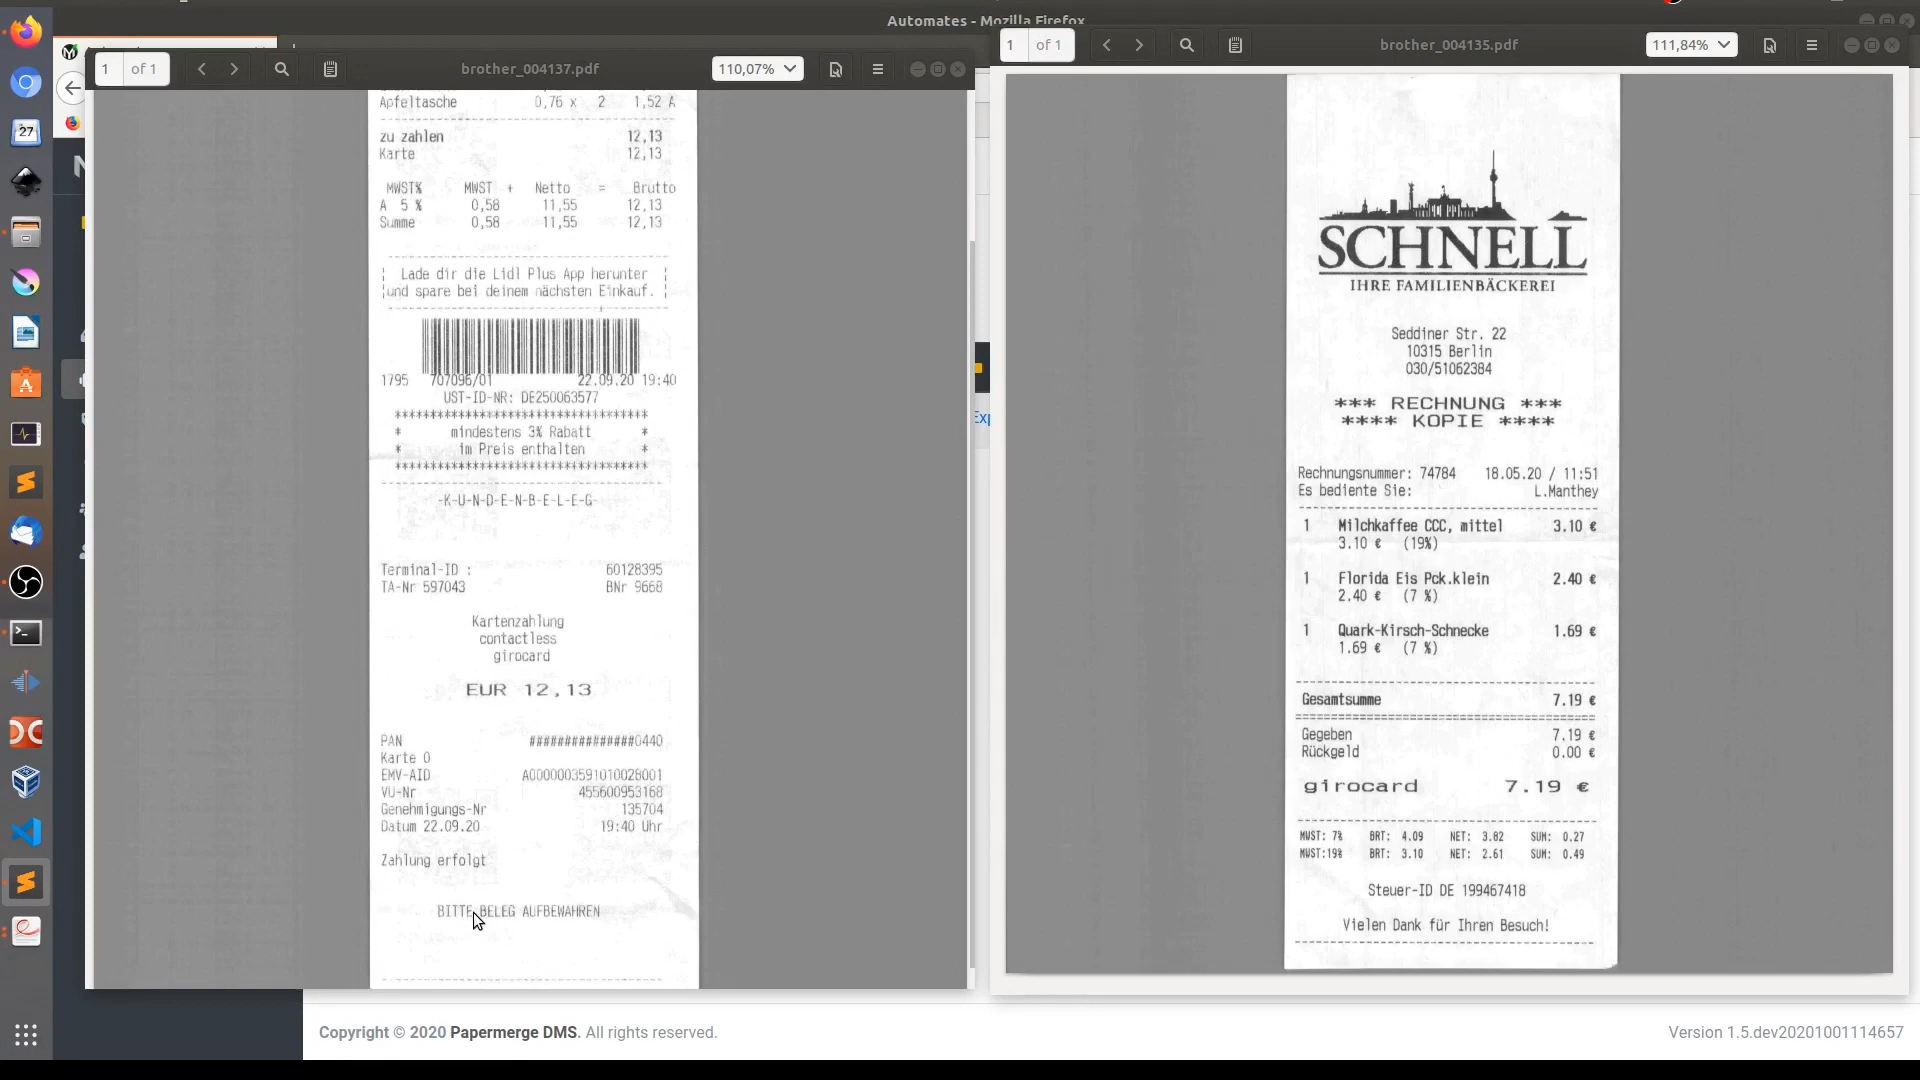 Automates - Mozilla Firefox
1 of 1
brother_004137.pdf
110,07%
Apfeltasche 0,76 x 2 1,52 A
zu zahlen 12,13
Karte 12,13
MWST% MWST + Netto = Brutto
A 5 % 0,58 11,55 12,13
Summe 0,58 11,55 12,13
Lade dir die Lidl Plus App herunter
und spare bei deinem nächsten Einkauf.
1795 707096/01 22.09.20 19:40
UST-ID-NR: DE250063577
************************************
* mindestens 3% Rabatt *
* im Preis enthalten *
************************************
-K-U-N-D-E-N-B-E-L-E-G-
Terminal-ID : 60128395
TA-Nr 597043 BNr 9668
Kartenzahlung
contactless
girocard
EUR 12,13
PAN ###############0440
Karte 0
EMV-AID A0000003591010028001
VU-Nr 455600953168
Genehmigungs-Nr 135704
Datum 22.09.20 19:40 Uhr
Zahlung erfolgt
BITTE BELEG AUFBEWAHREN
1 of 1
brother_004135.pdf
111,84%
SCHNELL
IHRE FAMILIENBÄCKEREI
Seddiner Str. 22
10315 Berlin
030/51062384
*** RECHNUNG ***
**** KOPIE ****
Rechnungsnummer: 74784 18.05.20 / 11:51
Es bediente Sie: L.Manthey
1 Milchkaffee CCC, mittel 3.10 €
3.10 € (19%)
1 Florida Eis Pck.klein 2.40 €
2.40 € (7 %)
1 Quark-Kirsch-Schnecke 1.69 €
1.69 € (7 %)
Gesamtsumme 7.19 €
Gegeben 7.19 €
Rückgeld 0.00 €
girocard 7.19 €
MWST: 7% BRT: 4.09 NET: 3.82 SUM: 0.27
MWST:19% BRT: 3.10 NET: 2.61 SUM: 0.49
Steuer-ID DE 199467418
Vielen Dank für Ihren Besuch!
27
Exp
Copyright © 2020 Papermerge DMS. All rights reserved.
Version 1.5.dev20201001114657